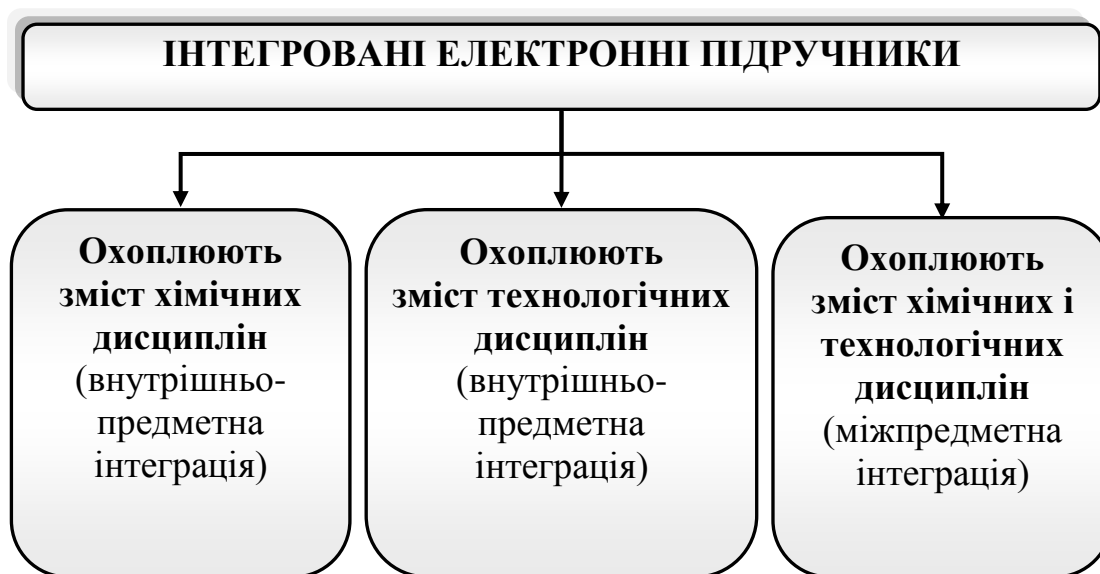 ІНТЕГРОВАНІ ЕЛЕКТРОННІ ПІДРУЧНИКИ
Охоплюють
зміст хімічних
дисциплін
(внутрішньо-
предметна
інтеграція)
Охоплюють
зміст технологічних
дисциплін
(внутрішньо-
предметна
інтеграція)
Охоплюють
зміст хімічних і
технологічних
дисциплін
(міжпредметна
інтеграція)